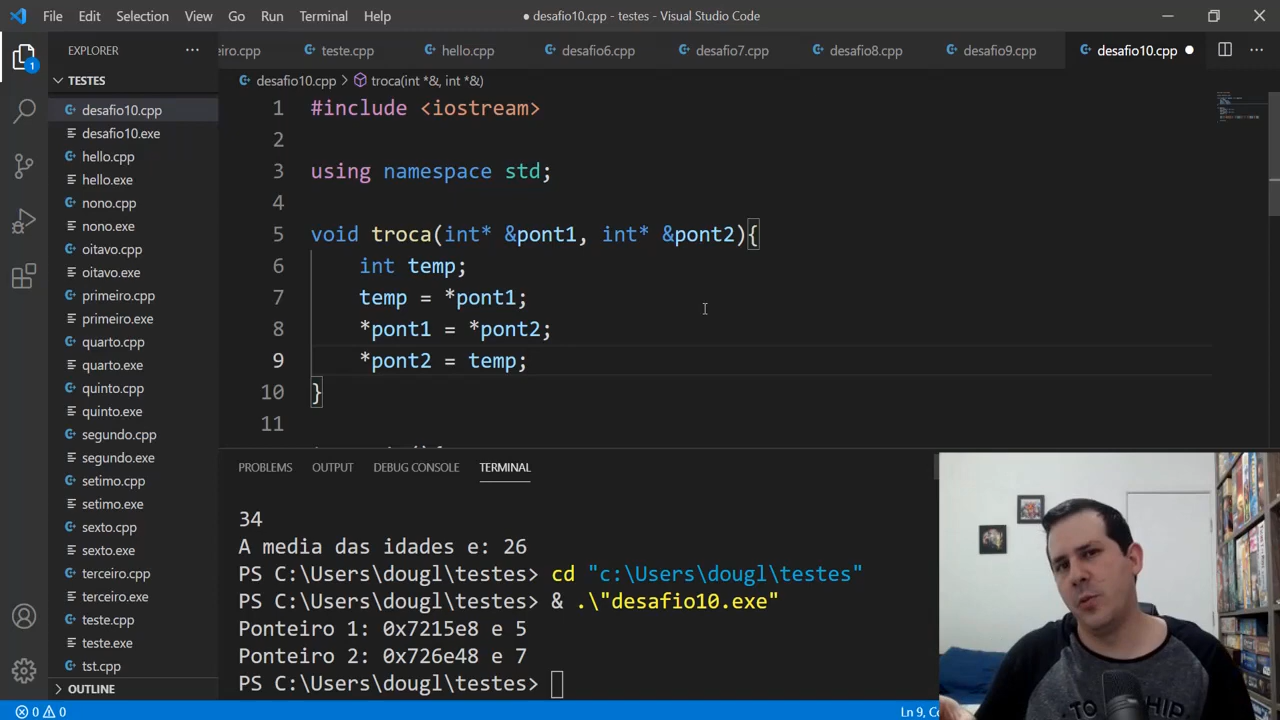 File Edit Selection View Go Run Terminal Help
● desafio10.cpp - testes - Visual Studio Code
EXPLORER
eiro.cpp teste.cpp hello.cpp desafio6.cpp desafio7.cpp desafio8.cpp desafio9.cpp desafio10.cpp ●
1
TESTES
desafio10.cpp > troca(int *&, int *&)
desafio10.cpp
desafio10.exe
hello.cpp
hello.exe
nono.cpp
nono.exe
oitavo.cpp
oitavo.exe
primeiro.cpp
primeiro.exe
quarto.cpp
quarto.exe
quinto.cpp
quinto.exe
segundo.cpp
segundo.exe
setimo.cpp
setimo.exe
sexto.cpp
sexto.exe
terceiro.cpp
terceiro.exe
teste.cpp
teste.exe
tst.cpp
OUTLINE
1 #include <iostream>
2
3 using namespace std;
4
5 void troca(int* &pont1, int* &pont2){
6 int temp;
7 temp = *pont1;
8 *pont1 = *pont2;
9 *pont2 = temp;
10 }
11
PROBLEMS OUTPUT DEBUG CONSOLE TERMINAL
34
A media das idades e: 26
PS C:\Users\dougl\testes> cd "c:\Users\dougl\testes"
PS C:\Users\dougl\testes> & .\"desafio10.exe"
Ponteiro 1: 0x7215e8 e 5
Ponteiro 2: 0x726e48 e 7
PS C:\Users\dougl\testes>
0 0
Ln 9, Co